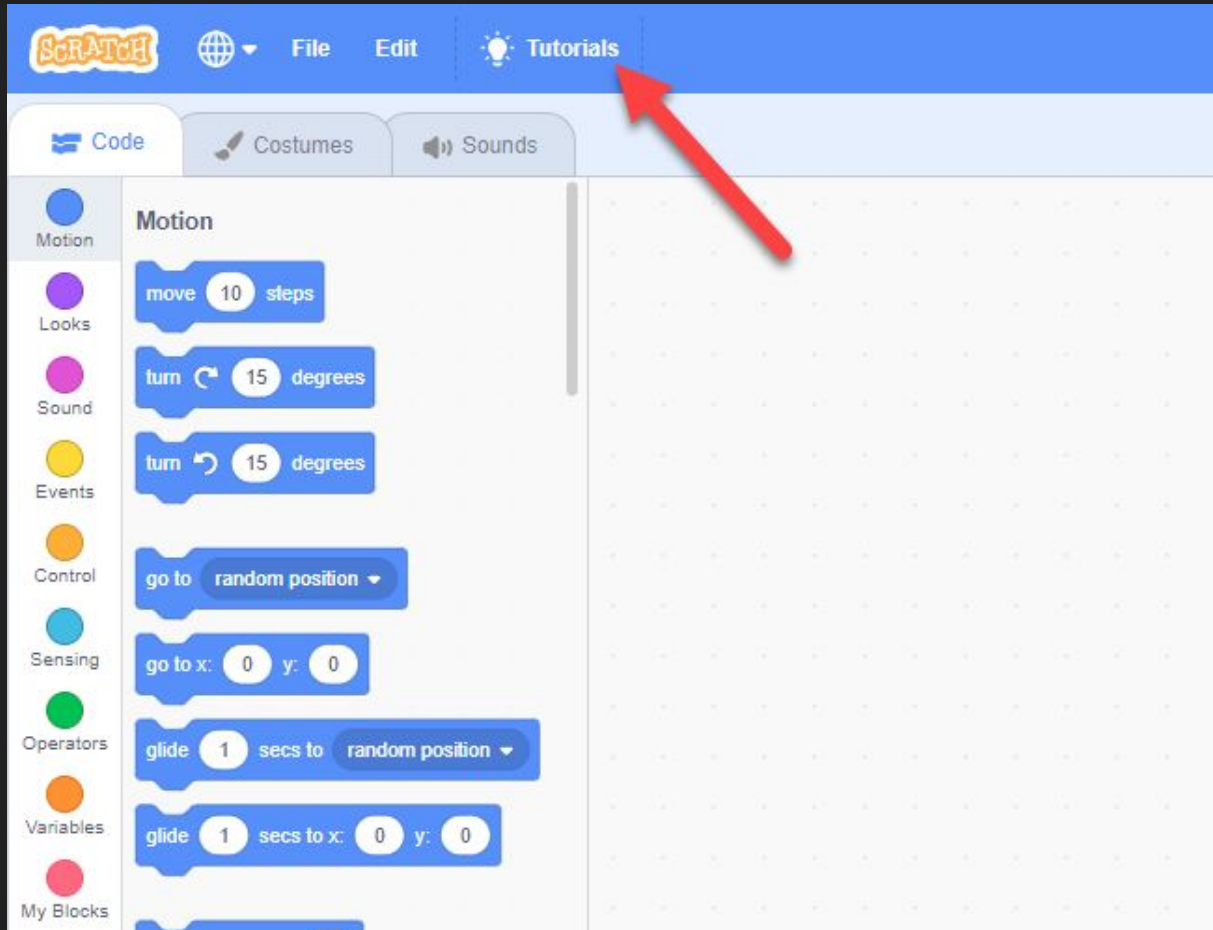 SCRATCH File Edit Tutorials
Code Costumes Sounds
Motion
Looks
Sound
Events
Control
Sensing
Operators
Variables
My Blocks
Motion
move 10 steps
turn 15 degrees
turn 15 degrees
go to random position
go to x: 0 y: 0
glide 1 secs to random position
glide 1 secs to x: 0 y: 0